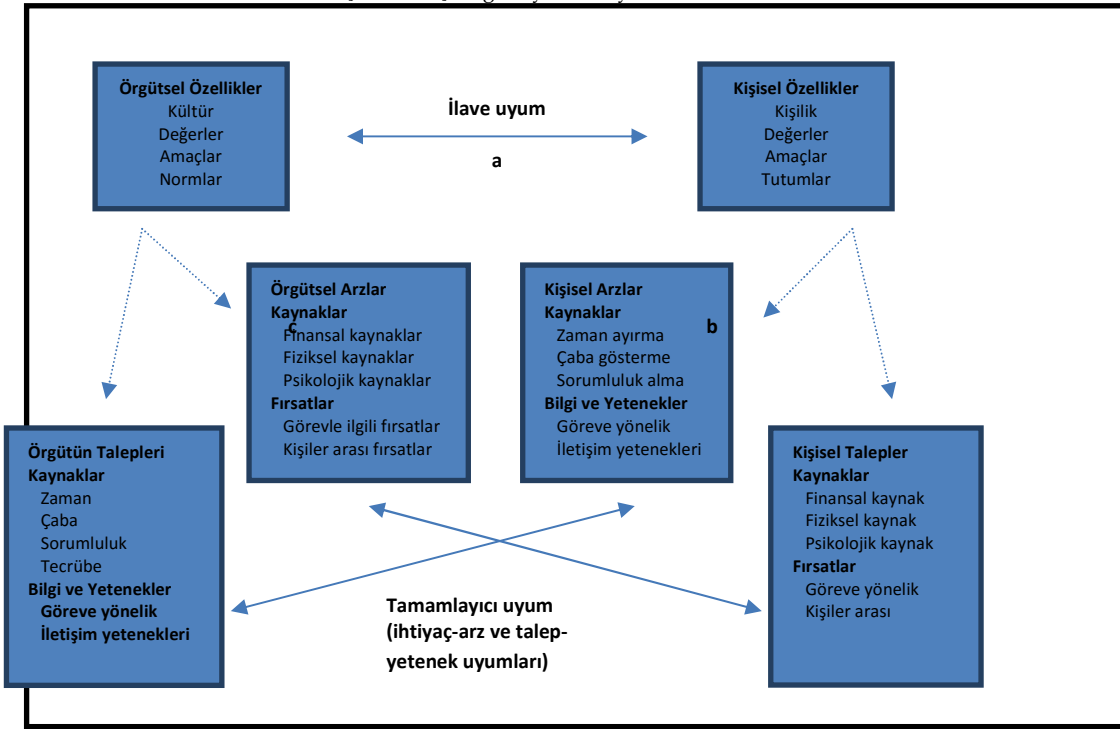 Örgütsel Özellikler
Kültür
Değerler
Amaçlar
Normlar
İlave uyum
a
Kişisel Özellikler
Kişilik
Değerler
Amaçlar
Tutumlar
Örgütsel Arzlar
Kaynaklar
c
Finansal kaynaklar
Fiziksel kaynaklar
Psikolojik kaynaklar
Fırsatlar
Görevle ilgili fırsatlar
Kişiler arası fırsatlar
Kişisel Arzlar
Kaynaklar
b
Zaman ayırma
Çaba gösterme
Sorumluluk alma
Bilgi ve Yetenekler
Göreve yönelik
İletişim yetenekleri
Örgütün Talepleri
Kaynaklar
Zaman
Çaba
Sorumluluk
Tecrübe
Bilgi ve Yetenekler
Göreve yönelik
İletişim yetenekleri
Kişisel Talepler
Kaynaklar
Finansal kaynak
Fiziksel kaynak
Psikolojik kaynak
Fırsatlar
Göreve yönelik
Kişiler arası
Tamamlayıcı uyum
(ihtiyaç-arz ve talep-
yetenek uyumları)